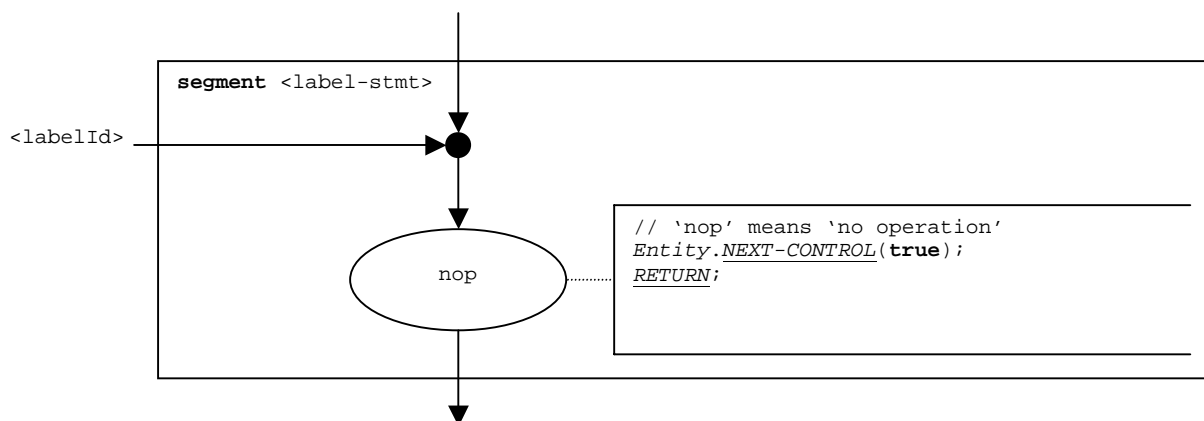 segment <label-stmt>
<labelId>
// ‘nop’ means ‘no operation’
Entity.NEXT-CONTROL(true);
nop
RETURN;